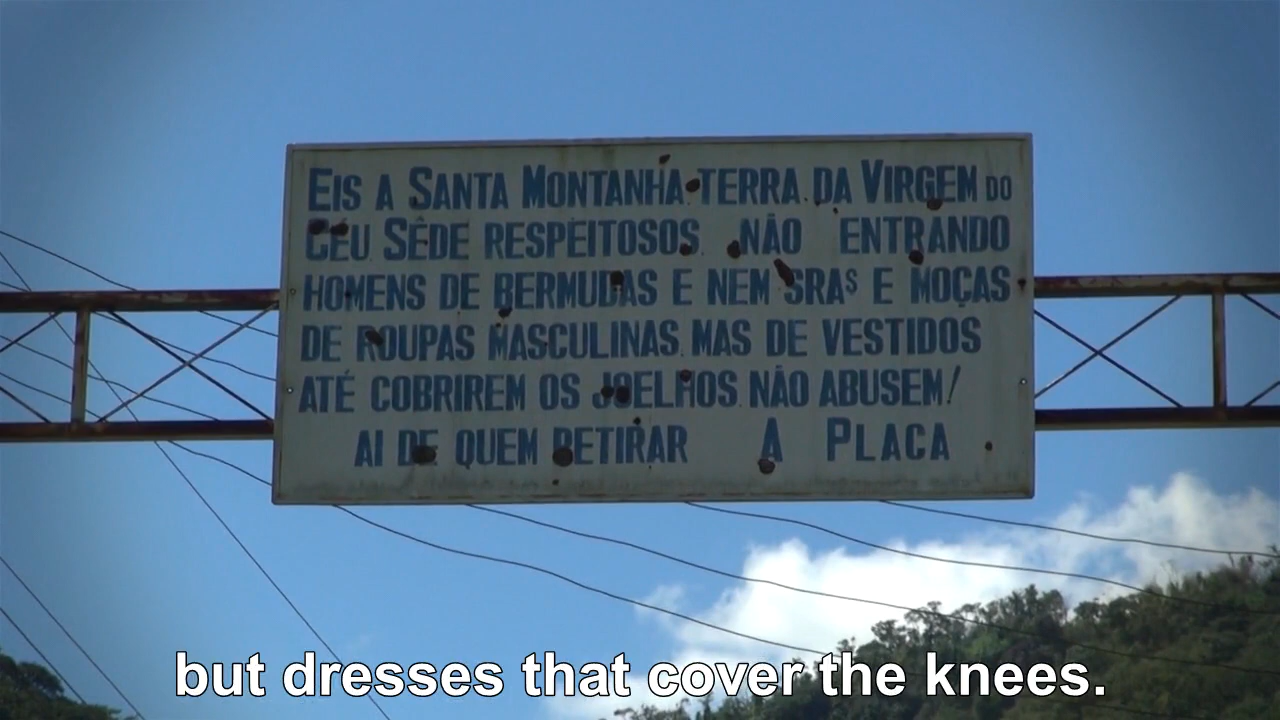 EIS A SANTA MONTANHA TERRA DA VIRGEM DO
CÉU SÊDE RESPEITOSOS NÃO ENTRANDO
HOMENS DE BERMUDAS E NEM SRAS E MOÇAS
DE ROUPAS MASCULINAS MAS DE VESTIDOS
ATÉ COBRIREM OS JOELHOS NÃO ABUSEM!
AI DE QUEM RETIRAR A PLACA
but dresses that cover the knees.